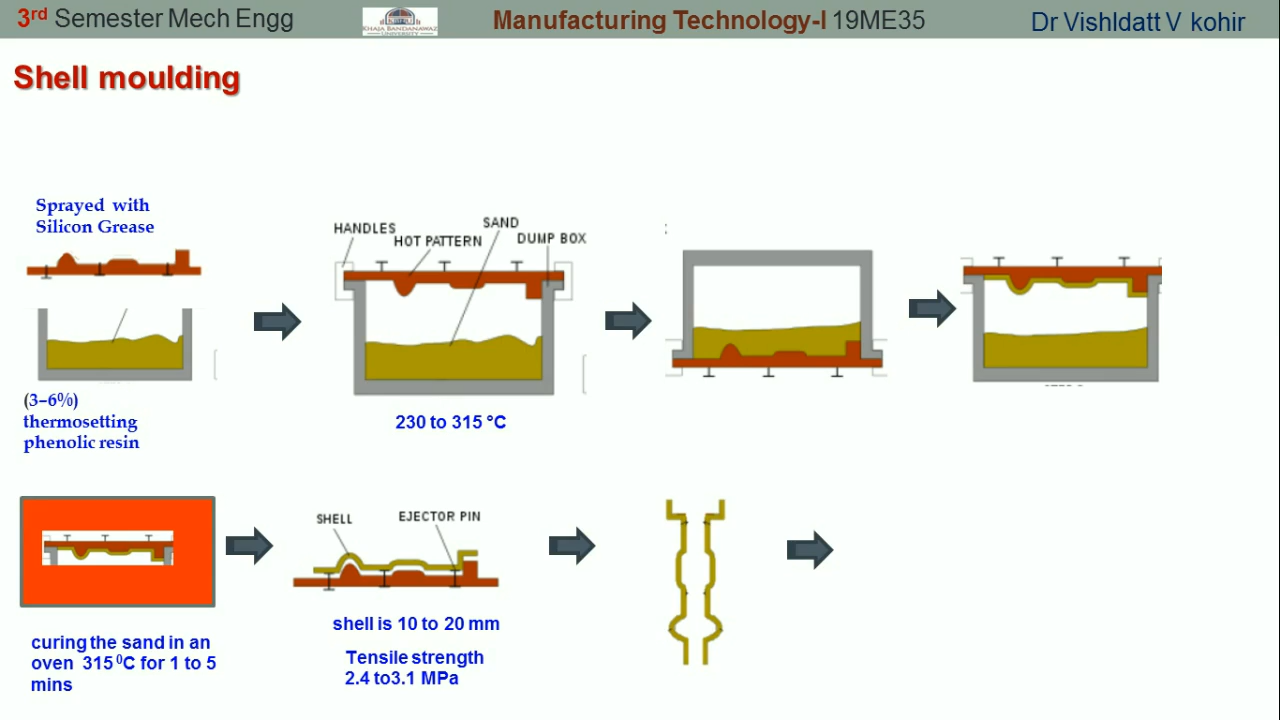 3rd Semester Mech Engg
KHAJA BANDANAWAZ
UNIVERSITY
Manufacturing Technology-I 19ME35
Dr Vishldatt V kohir
Shell moulding
Sprayed with
Silicon Grease
(3–6%)
thermosetting
phenolic resin
HANDLES
HOT PATTERN
SAND
DUMP BOX
230 to 315 °C
curing the sand in an
oven 315 ⁰C for 1 to 5
mins
SHELL
EJECTOR PIN
shell is 10 to 20 mm
Tensile strength
2.4 to3.1 MPa